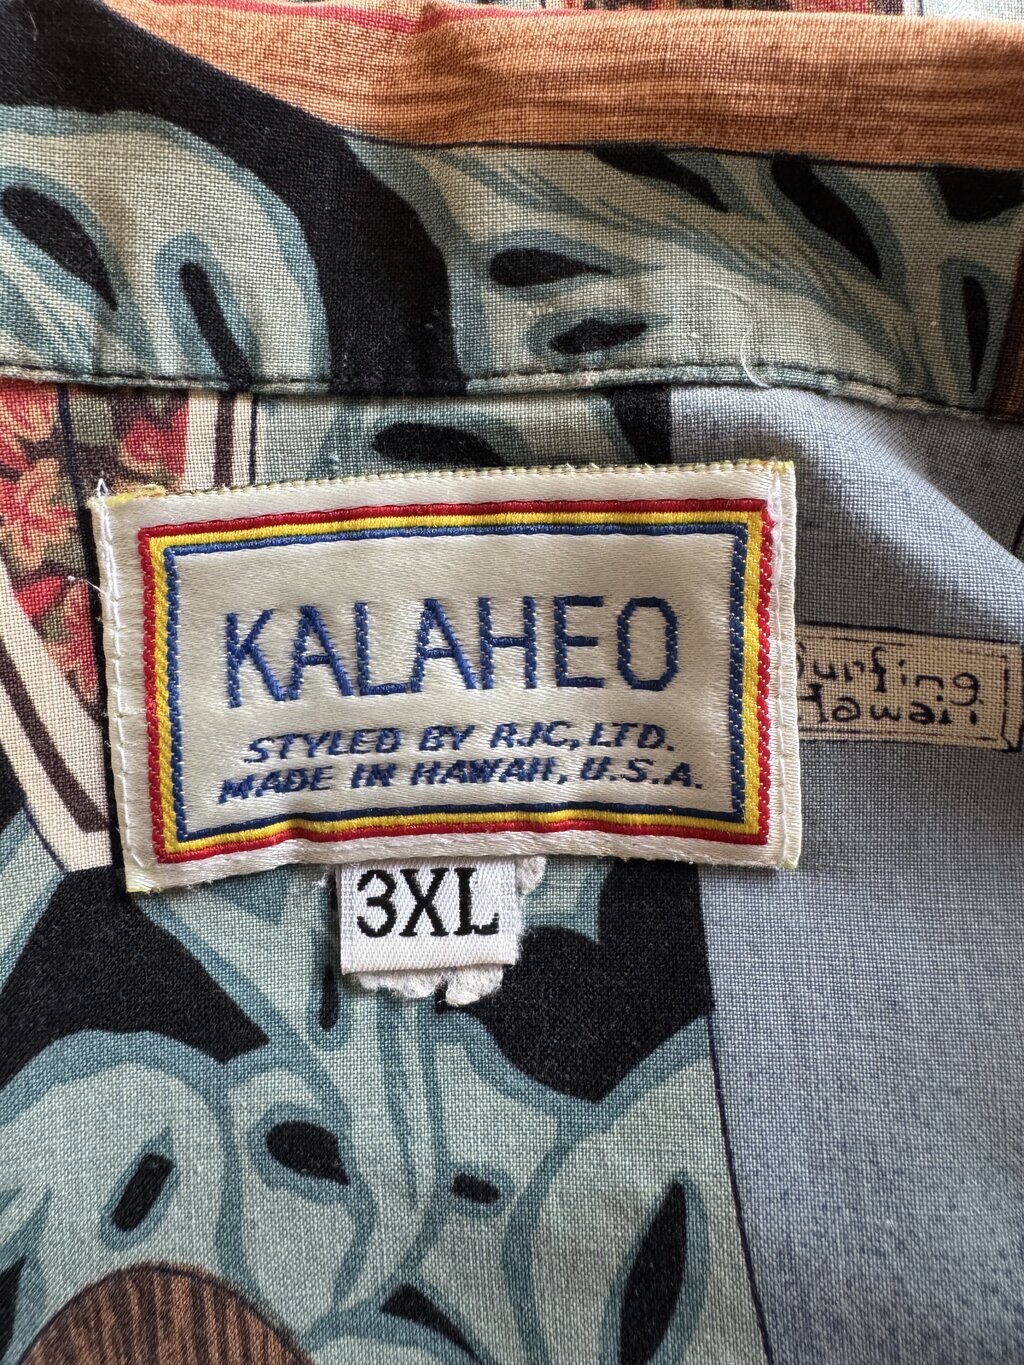 KALAHEO
STYLED BY RJC, LTD.
MADE IN HAWAII, U.S.A.
3XL
Surfing
Hawaii